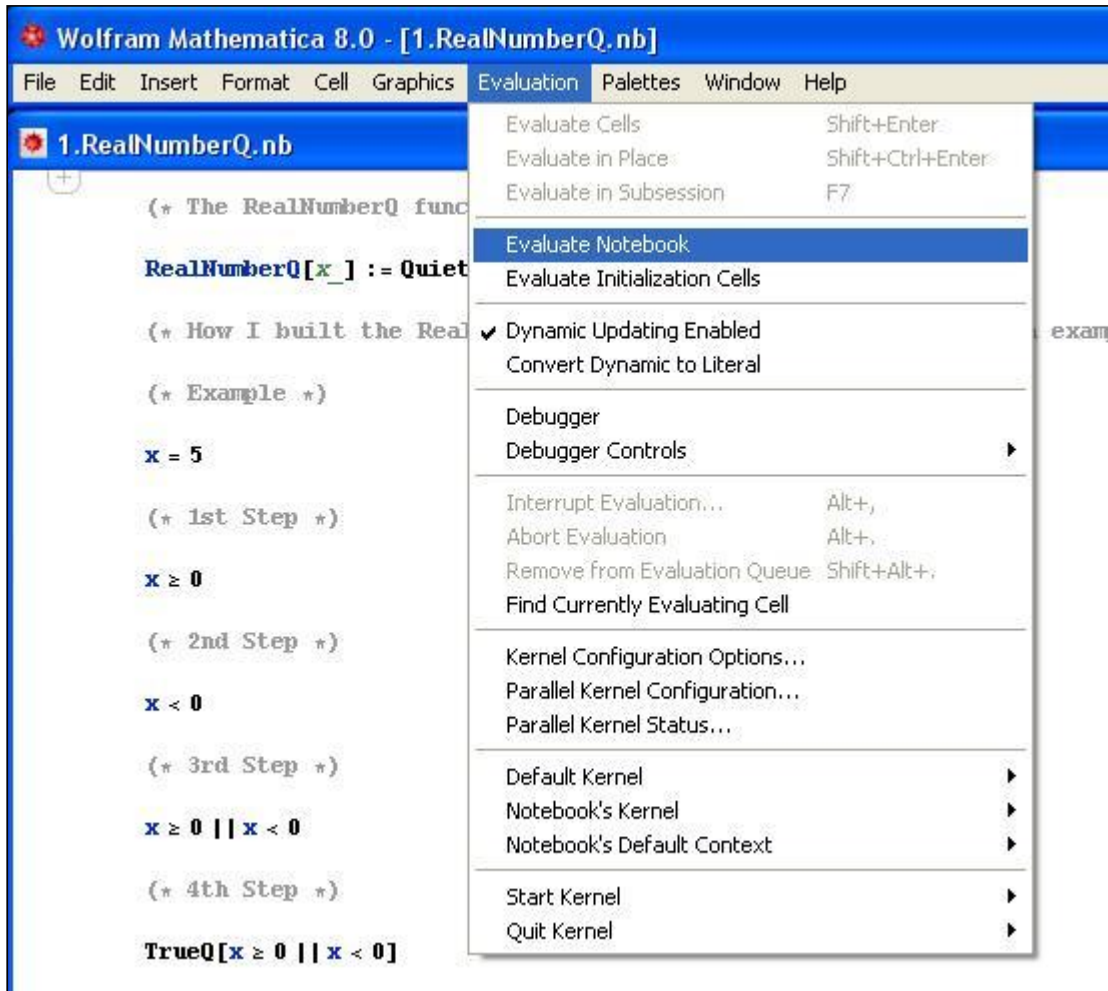 Wolfram Mathematica 8.0 - [1.RealNumberQ.nb]
File Edit Insert Format Cell Graphics Evaluation Palettes Window Help
1.RealNumberQ.nb
(* The RealNumberQ func
RealNumberQ[x_] := Quiet
(* How I built the Real
exam
(* Example *)
x = 5
(* 1st Step *)
x ≥ 0
(* 2nd Step *)
x < 0
(* 3rd Step *)
x ≥ 0 || x < 0
(* 4th Step *)
TrueQ[x ≥ 0 || x < 0]
Evaluate Cells Shift+Enter
Evaluate in Place Shift+Ctrl+Enter
Evaluate in Subsession F7
Evaluate Notebook
Evaluate Initialization Cells
Dynamic Updating Enabled
Convert Dynamic to Literal
Debugger
Debugger Controls
Interrupt Evaluation... Alt+,
Abort Evaluation Alt+.
Remove from Evaluation Queue Shift+Alt+.
Find Currently Evaluating Cell
Kernel Configuration Options...
Parallel Kernel Configuration...
Parallel Kernel Status...
Default Kernel
Notebook's Kernel
Notebook's Default Context
Start Kernel
Quit Kernel